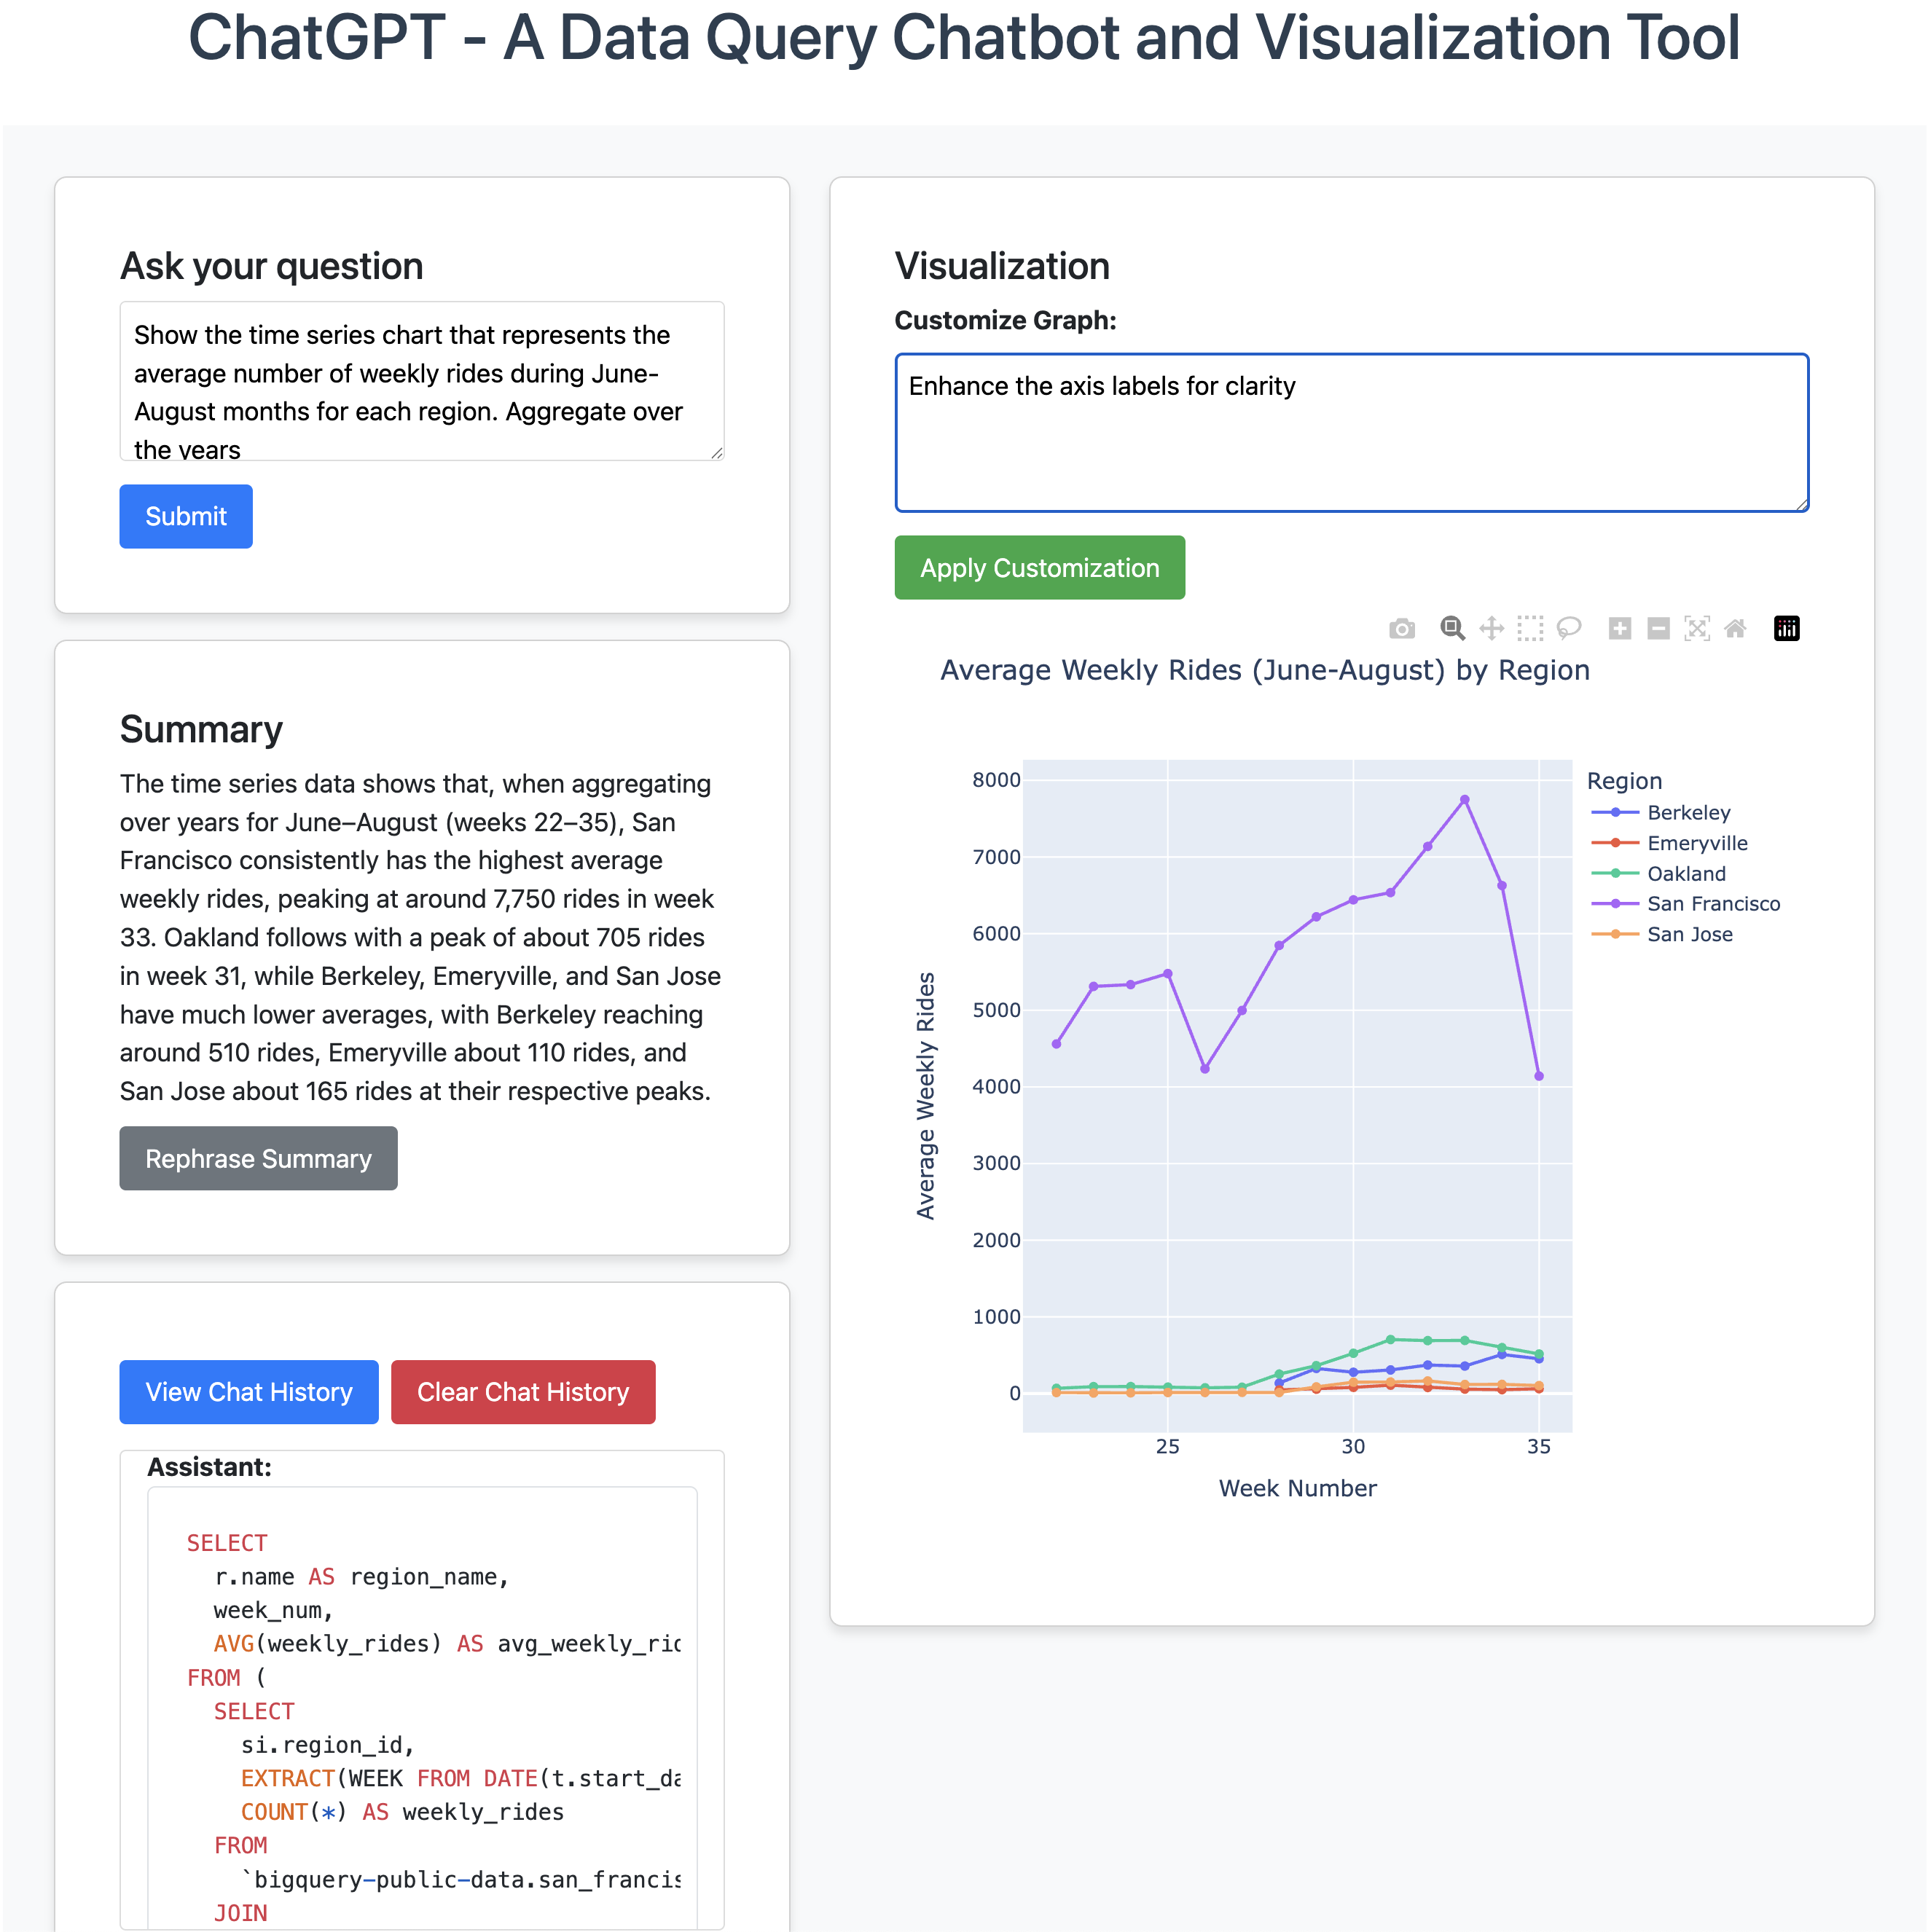 ChatGPT - A Data Query Chatbot and Visualization Tool
Ask your question
Show the time series chart that represents the
average number of weekly rides during June-
August months for each region. Aggregate over
the years
Submit
Summary
The time series data shows that, when aggregating
over years for June–August (weeks 22–35), San
Francisco consistently has the highest average
weekly rides, peaking at around 7,750 rides in week
33. Oakland follows with a peak of about 705 rides
in week 31, while Berkeley, Emeryville, and San Jose
have much lower averages, with Berkeley reaching
around 510 rides, Emeryville about 110 rides, and
San Jose about 165 rides at their respective peaks.
Rephrase Summary
View Chat History
Clear Chat History
Assistant:
SELECT
r.name AS region_name,
week_num,
AVG(weekly_rides) AS avg_weekly_rid
FROM (
SELECT
si.region_id,
EXTRACT(WEEK FROM DATE(t.start_da
COUNT(*) AS weekly_rides
FROM
`bigquery-public-data.san_francis
JOIN
Visualization
Customize Graph:
Enhance the axis labels for clarity
Apply Customization
Average Weekly Rides (June-August) by Region
8000
7000
6000
5000
4000
3000
2000
1000
0
Average Weekly Rides
25
30
35
Week Number
Region
Berkeley
Emeryville
Oakland
San Francisco
San Jose